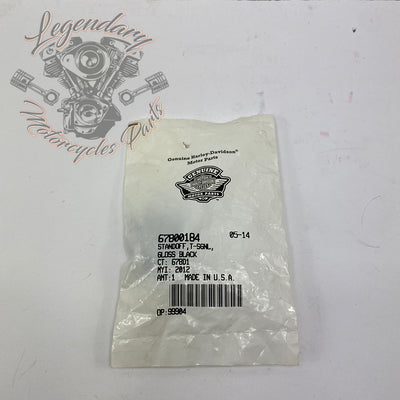 Legendary
Motorcycles Parts
Genuine Harley-Davidson®
Motor Parts
GENUINE
MOTOR PARTS
67800184 05-14
STANDOFF,T-SGNL,
GLOSS BLACK
CT: 67801
MYI: 2012
AMT:1 MADE IN U.S.A.
OP:99904